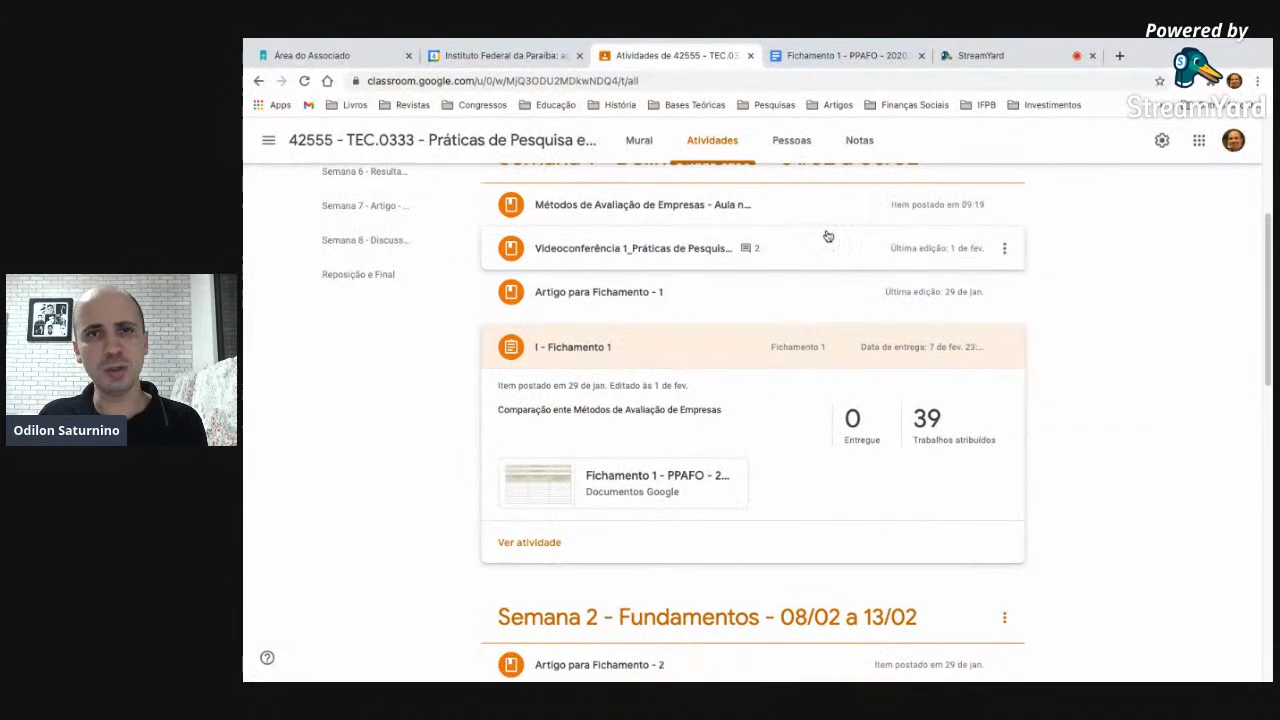 Powered by
StreamYard
Área do Associado
Instituto Federal da Paraíba: a
Atividades de 42555 - TEC.03
Fichamento 1 - PPAFO - 2020
StreamYard
classroom.google.com/u/0/w/MjQ3ODU2MDkwNDQ4/t/all
Apps
Livros
Revistas
Congressos
Educação
História
Bases Teóricas
Pesquisas
Artigos
Finanças Sociais
IFPB
Investimentos
42555 - TEC.0333 - Práticas de Pesquisa e...
Mural
Atividades
Pessoas
Notas
Semana 6 - Resulta...
Semana 7 - Artigo - ...
Semana 8 - Discuss...
Reposição e Final
Métodos de Avaliação de Empresas - Aula n...
Item postado em 09:19
Videoconferência 1_Práticas de Pesquis...
2
Última edição: 1 de fev.
Artigo para Fichamento - 1
Última edição: 29 de jan.
I - Fichamento 1
Fichamento 1
Data de entrega: 7 de fev. 23:...
Item postado em 29 de jan. Editado às 1 de fev.
Comparação ente Métodos de Avaliação de Empresas
0
Entregue
39
Trabalhos atribuídos
Fichamento 1 - PPAFO - 2...
Documentos Google
Ver atividade
Semana 2 - Fundamentos - 08/02 a 13/02
Artigo para Fichamento - 2
Item postado em 29 de jan.
Odilon Saturnino